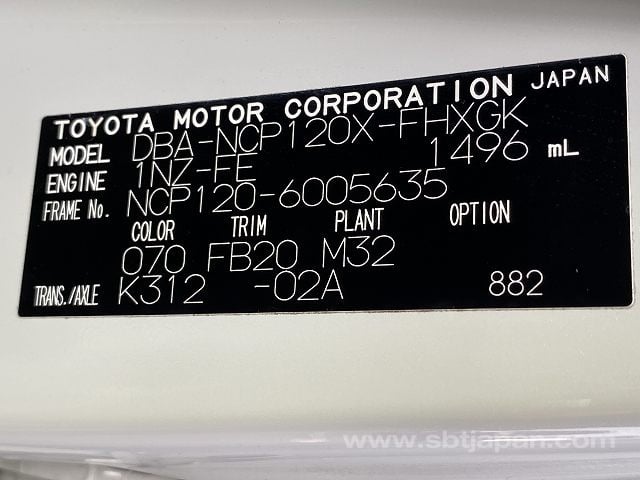 TOYOTA MOTOR CORPORATION JAPAN
MODEL DBA-NCP120X-FHXGK
ENGINE 1NZ-FE 1496 mL
FRAME No. NCP120-6005635
COLOR TRIM PLANT OPTION
070 FB20 M32
TRANS./AXLE K312 -02A 882
www.sbtjapan.com